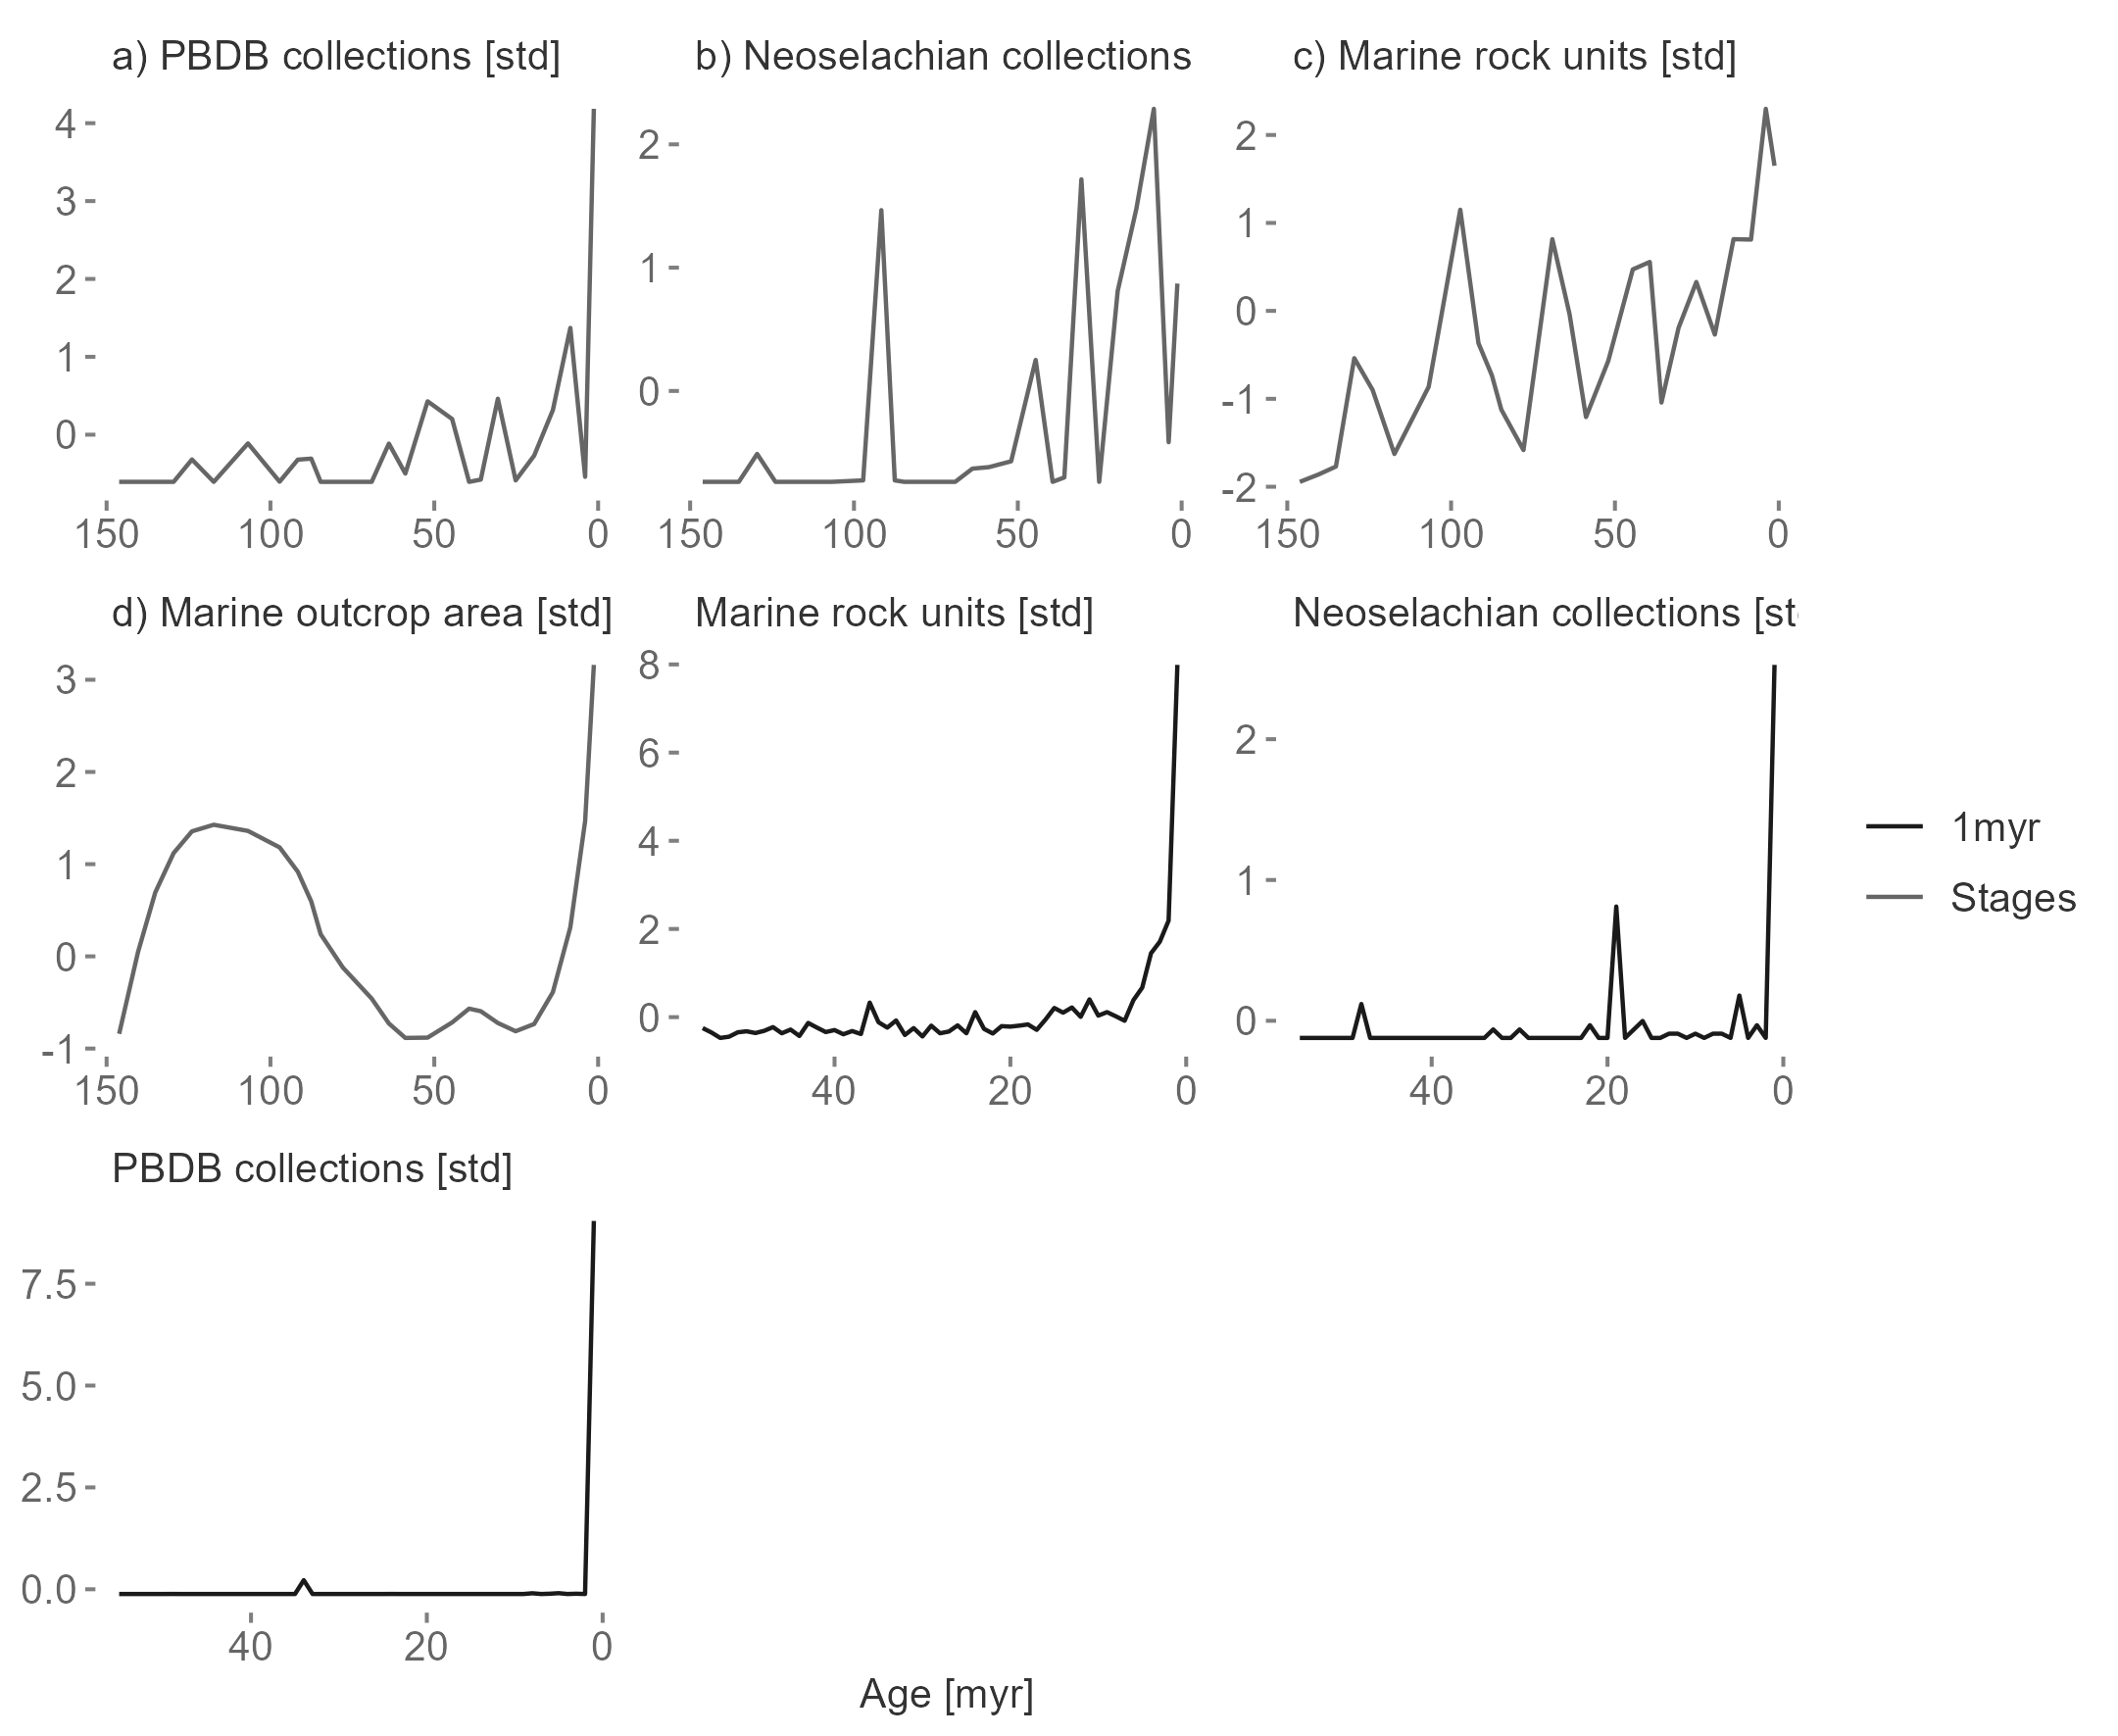 a) PBDB collections [std]
b) Neoselachian collections
c) Marine rock units [std]
4
3
2
1
0
150 100 50 0
2
1
0
150 100 50 0
2
1
0
-1
-2
150 100 50 0
d) Marine outcrop area [std]
Marine rock units [std]
Neoselachian collections [st
3
2
1
0
-1
150 100 50 0
8
6
4
2
0
40 20 0
2
1
0
40 20 0
1myr
Stages
PBDB collections [std]
7.5
5.0
2.5
0.0
40 20 0
Age [myr]